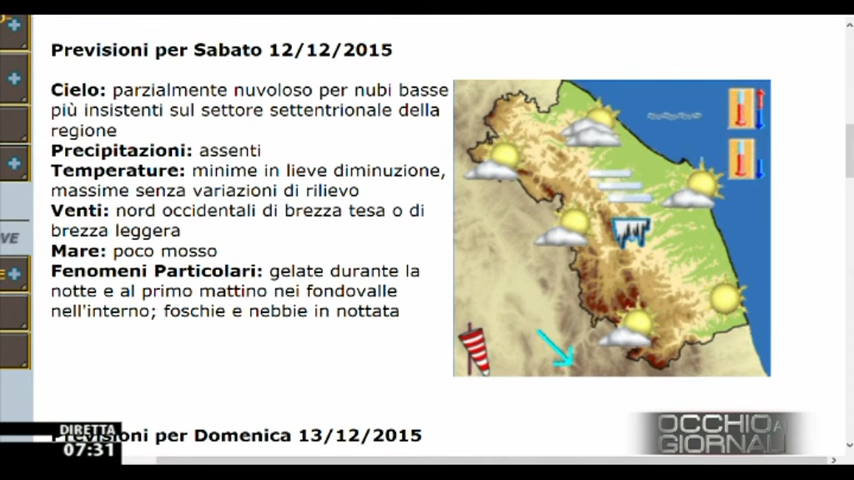 Previsioni per Sabato 12/12/2015
Cielo: parzialmente nuvoloso per nubi basse
più insistenti sul settore settentrionale della
regione
Precipitazioni: assenti
Temperature: minime in lieve diminuzione,
massime senza variazioni di rilievo
Venti: nord occidentali di brezza tesa o di
brezza leggera
Mare: poco mosso
Fenomeni Particolari: gelate durante la
notte e al primo mattino nei fondovalle
nell'interno; foschie e nebbie in nottata
VE
E
Previsioni per Domenica 13/12/2015
DIRETTA
07:31
OCCHIO AI
GIORNALI